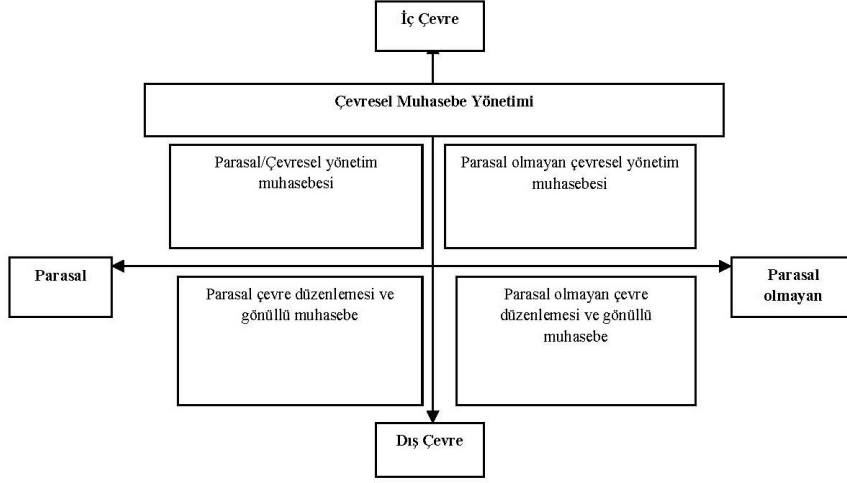 İç Çevre
Çevresel Muhasebe Yönetimi
Parasal/Çevresel yönetim
muhasebesi
Parasal olmayan çevresel yönetim
muhasebesi
Parasal
Parasal
olmayan
Parasal çevre düzenlemesi ve
gönüllü muhasebe
Parasal olmayan çevre
düzenlemesi ve gönüllü
muhasebe
Dış Çevre